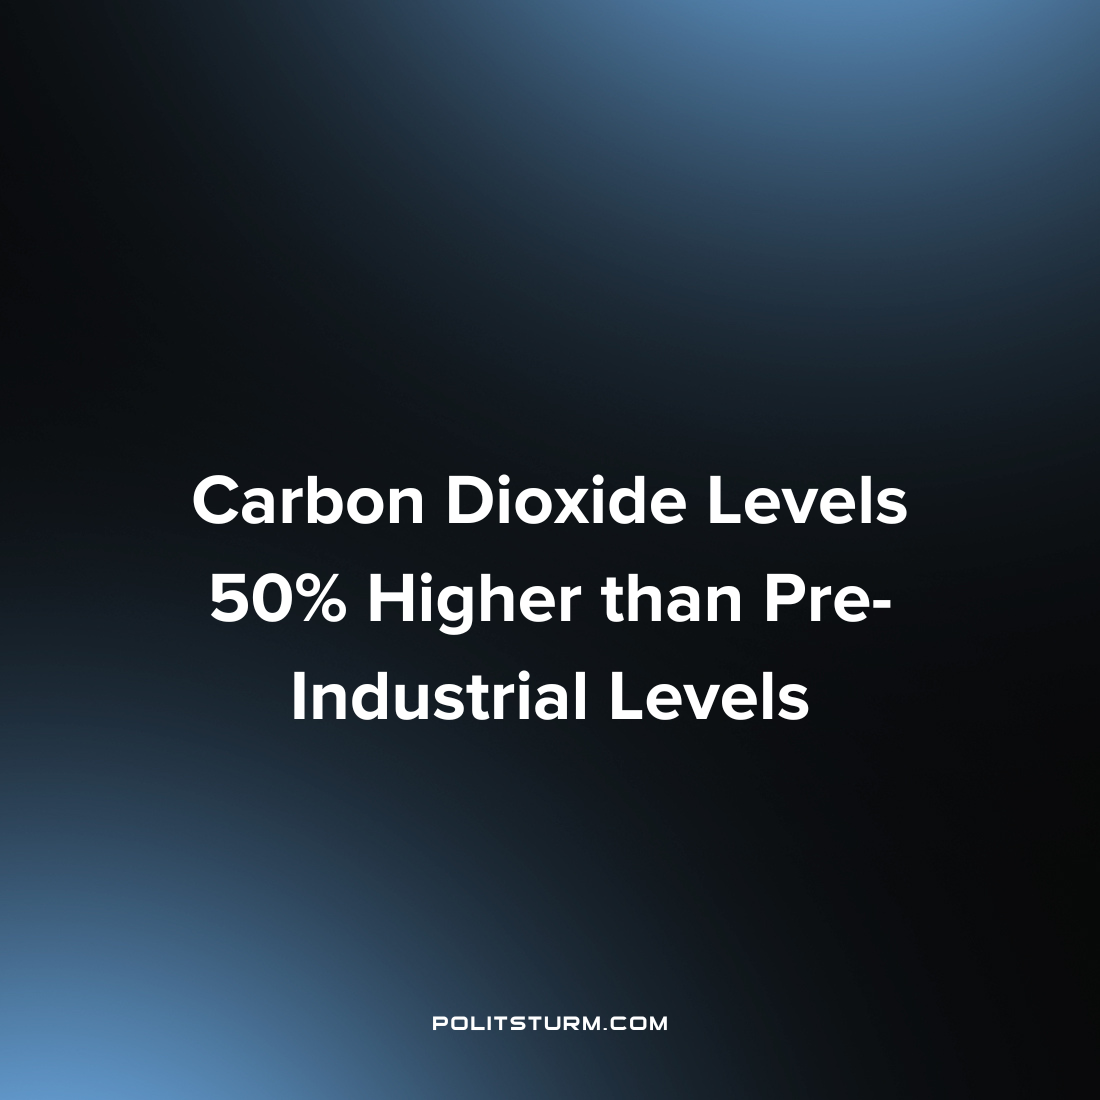 Carbon Dioxide Levels
50% Higher than Pre-
Industrial Levels
POLITSTURM.COM